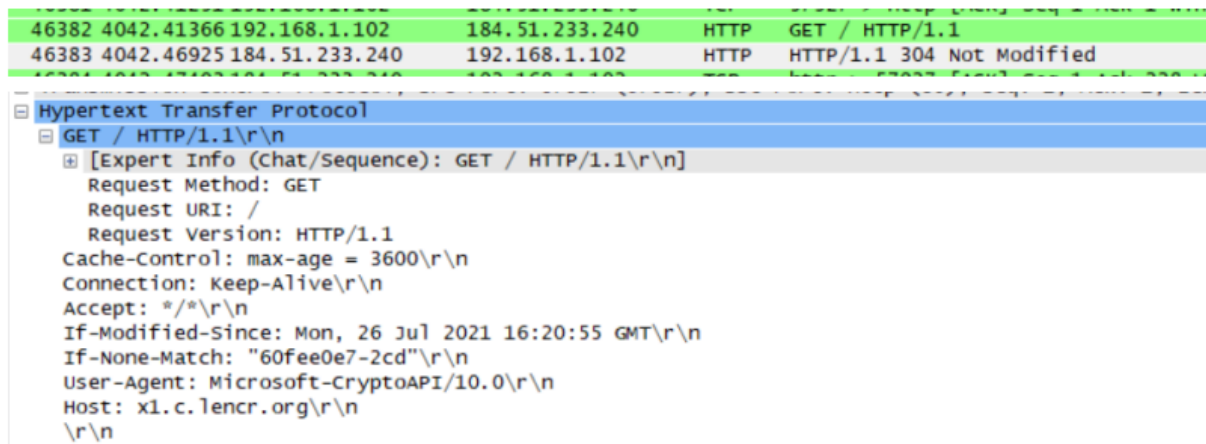 46382 4042.41366 192.168.1.102 184.51.233.240 HTTP GET / HTTP/1.1
46383 4042.46925 184.51.233.240 192.168.1.102 HTTP HTTP/1.1 304 Not Modified
Hypertext Transfer Protocol
GET / HTTP/1.1\r\n
[Expert Info (Chat/Sequence): GET / HTTP/1.1\r\n]
Request Method: GET
Request URI: /
Request Version: HTTP/1.1
Cache-Control: max-age = 3600\r\n
Connection: Keep-Alive\r\n
Accept: */*\r\n
If-Modified-Since: Mon, 26 Jul 2021 16:20:55 GMT\r\n
If-None-Match: "60fee0e7-2cd"\r\n
User-Agent: Microsoft-CryptoAPI/10.0\r\n
Host: x1.c.lencr.org\r\n
\r\n